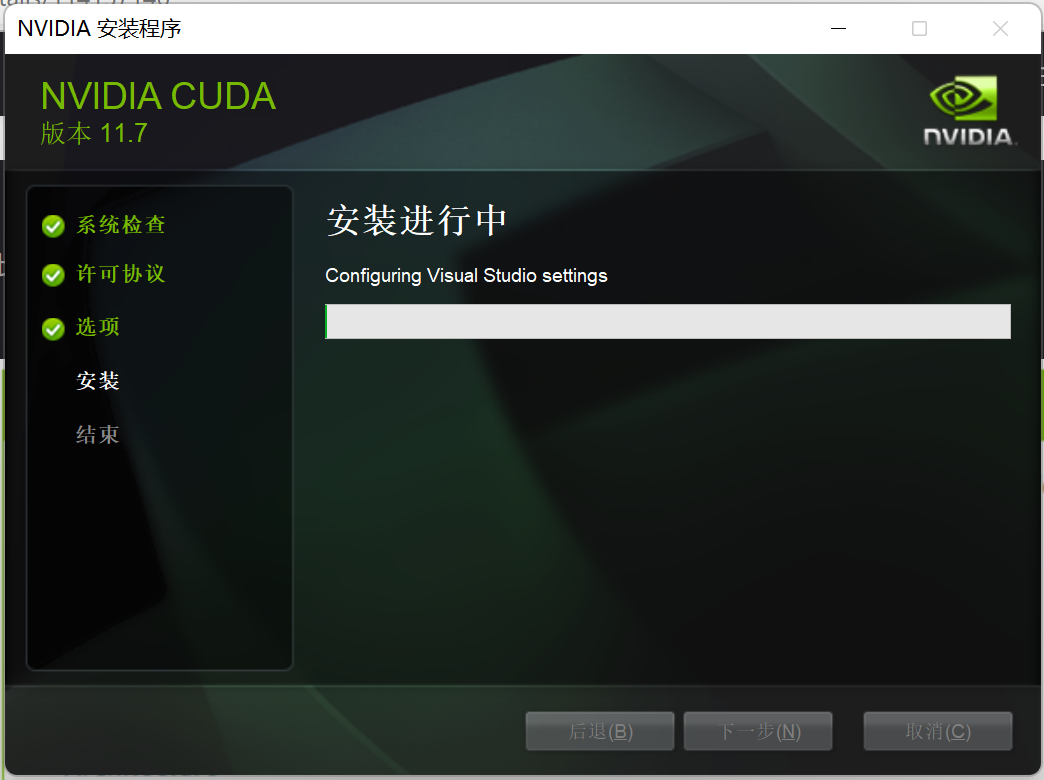 NVIDIA 安装程序
NVIDIA CUDA
版本 11.7
NVIDIA.
系统检查
许可协议
选项
安装
结束
安装进行中
Configuring Visual Studio settings
后退(B)
下一步(N)
取消(C)